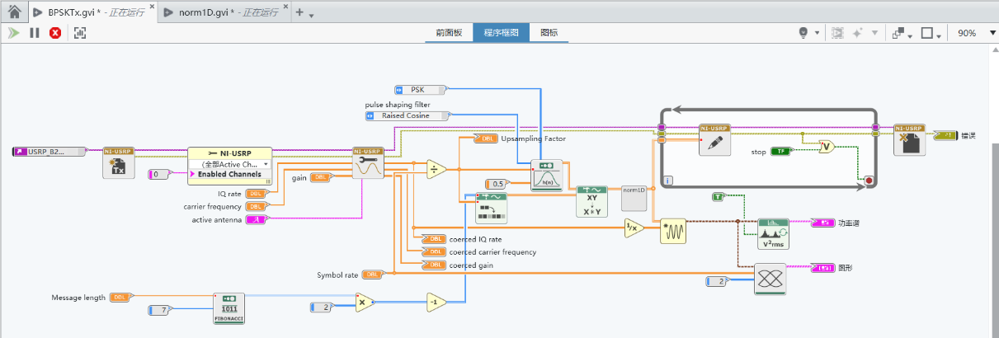 BPSKTx.gvi * - 正在运行
norm1D.gvi * - 正在运行
前面板
程序框图
图标
90%
PSK
pulse shaping filter
Raised Cosine
Upsampling Factor
DBL
USRP_B2...
NI-USRP
Tx
NI-USRP
(全部Active Ch...
Enabled Channels
0
NI-USRP
NI-USRP
NI-USRP
错误
stop
TF
V
i
gain
DBL
IQ rate
DBL
carrier frequency
DBL
active antenna
÷
0.5
h(n)
XY
X*Y
norm1D
T
1/x
V²rms
功率谱
图形
DBL
coerced IQ rate
DBL
coerced carrier frequency
DBL
coerced gain
Symbol rate
DBL
2
Message length
DBL
7
1011
FIBONACCI
2
×
-1